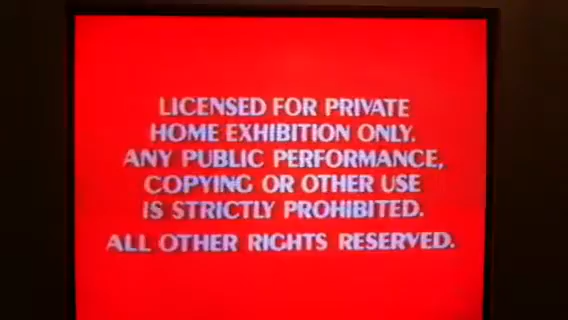 LICENSED FOR PRIVATE
HOME EXHIBITION ONLY.
ANY PUBLIC PERFORMANCE,
COPYING OR OTHER USE
IS STRICTLY PROHIBITED.
ALL OTHER RIGHTS RESERVED.